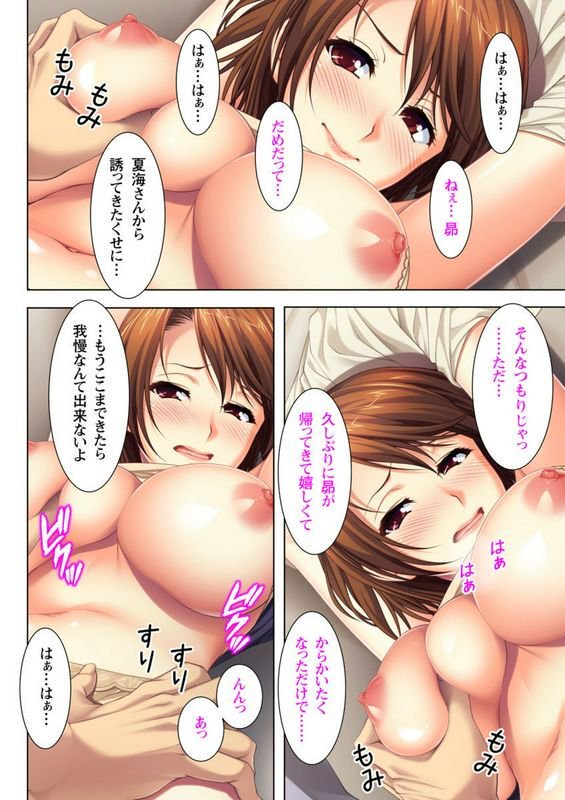 はぁ…はぁ…
ねぇ…昴
だめだって…
はぁ…はぁ…
夏海さんから
誘ってきたくせに…
もみ
もみ
そんなつもりじゃっ
……ただ…
久しぶりに昴が
帰ってきて嬉しくて
はぁ
はぁ
からかいたく
なっただけで……
もみ
もみ
…もうここまできたら
我慢なんて出来ないよ
ビクッ
ビクッ
すり
すり
んんっ
あっ
はぁ…はぁ…